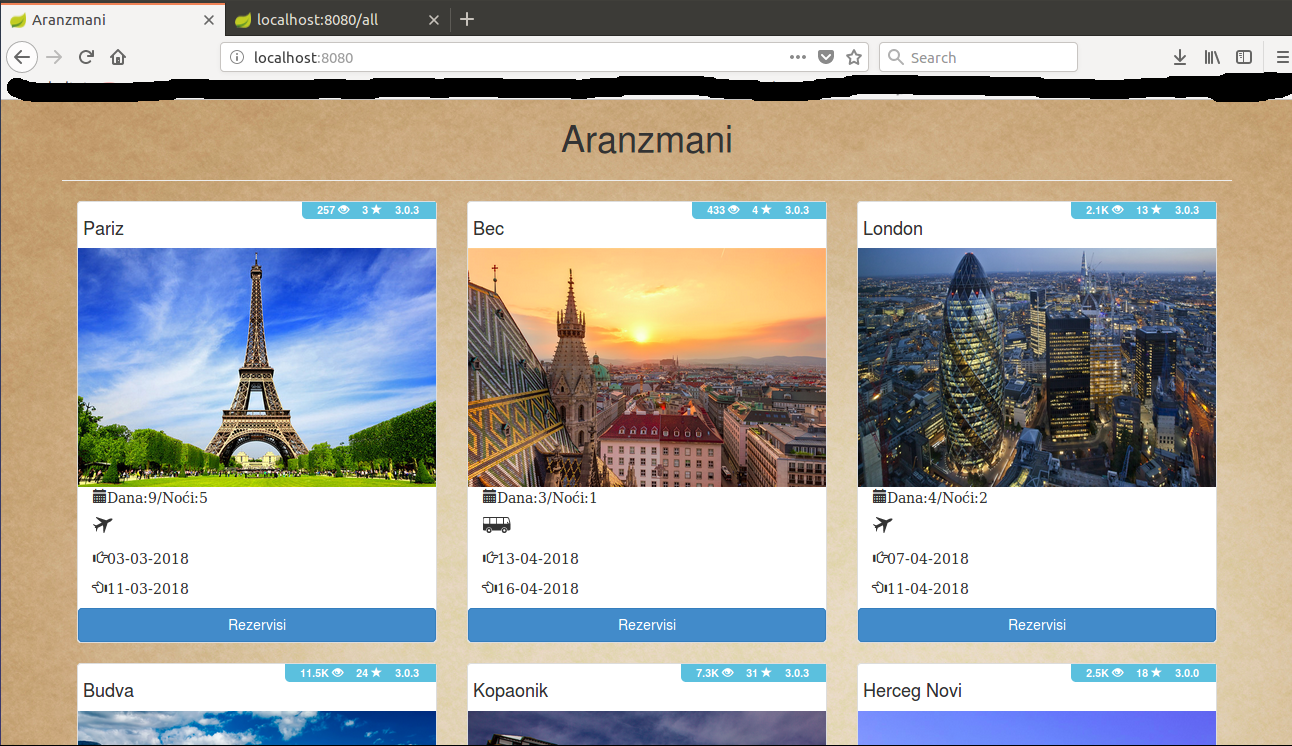 Aranzmani
localhost:8080/all
localhost:8080
Search
Aranzmani
257 3 3.0.3
Pariz
Dana:9/Noći:5
03-03-2018
11-03-2018
Rezervisi
433 4 3.0.3
Bec
Dana:3/Noći:1
13-04-2018
16-04-2018
Rezervisi
2.1K 13 3.0.3
London
Dana:4/Noći:2
07-04-2018
11-04-2018
Rezervisi
11.5K 24 3.0.3
Budva
7.3K 31 3.0.3
Kopaonik
2.5K 18 3.0.0
Herceg Novi